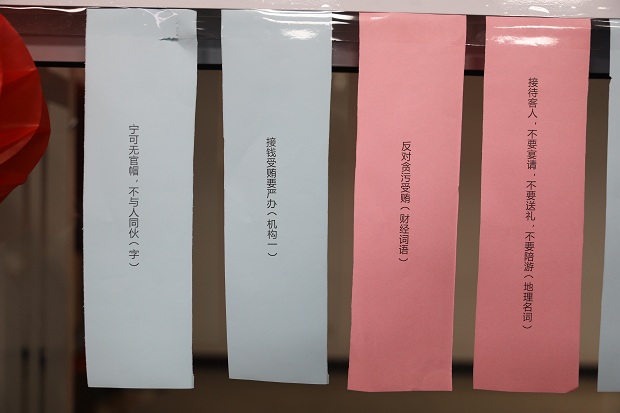 宁可无官帽，不与人同伙（字）
接钱受贿要严办（机构一）
反对贪污受贿（财经词语）
接待客人，不要宴请，不要送礼，不要陪游（地理名词）